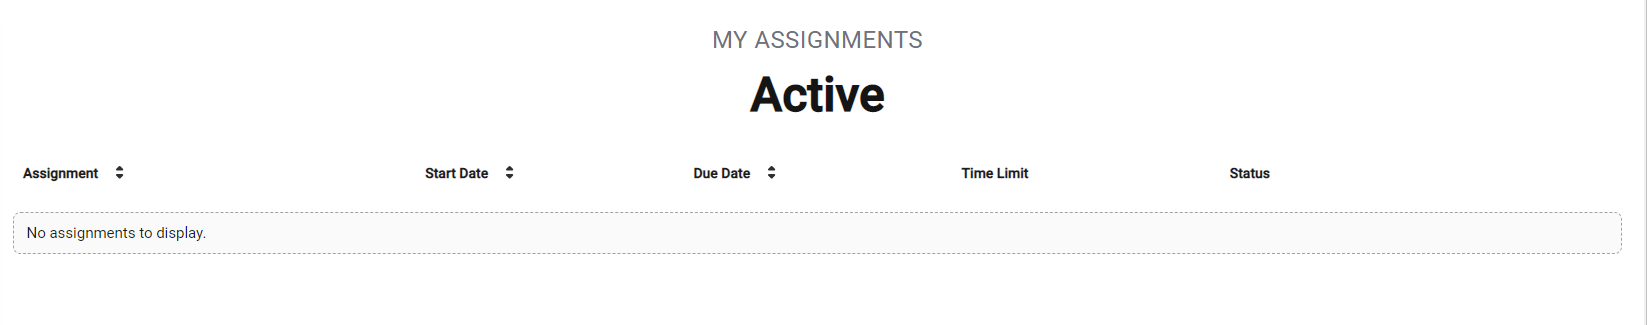 MY ASSIGNMENTS
Active
Assignment Start Date Due Date Time Limit Status
No assignments to display.